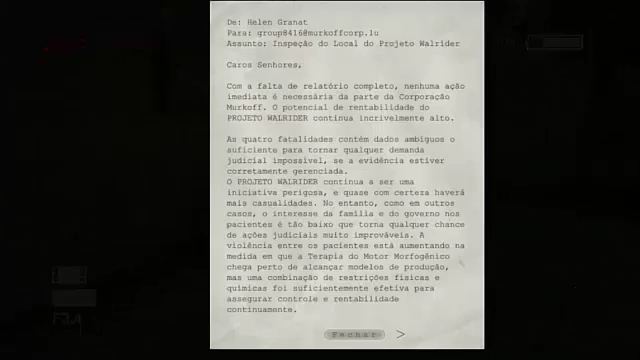 De: Helen Granat
Para: group8416@murkoffcorp.lu
Assunto: Inspeção do Local do Projeto Walrider
Caros Senhores,
Com a falta de relatório completo, nenhuma ação
imediata é necessária da parte da Corporação
Murkoff. O potencial de rentabilidade do
PROJETO WALRIDER continua incrivelmente alto.
As quatro fatalidades contém dados ambíguos o
suficiente para tornar qualquer demanda
judicial impossível, se a evidência estiver
corretamente gerenciada.
O PROJETO WALRIDER continua a ser uma
iniciativa perigosa, e quase com certeza haverá
mais casualidades. No entanto, como em outros
casos, o interesse da família e do governo nos
pacientes é tão baixo que torna qualquer chance
de ações judiciais muito improváveis. A
violência entre os pacientes está aumentando na
medida em que a Terapia do Motor Morfogênico
chega perto de alcançar modelos de produção,
mas uma combinação de restrições físicas e
químicas foi suficientemente efetiva para
assegurar controle e rentabilidade
continuamente.
Fechar >